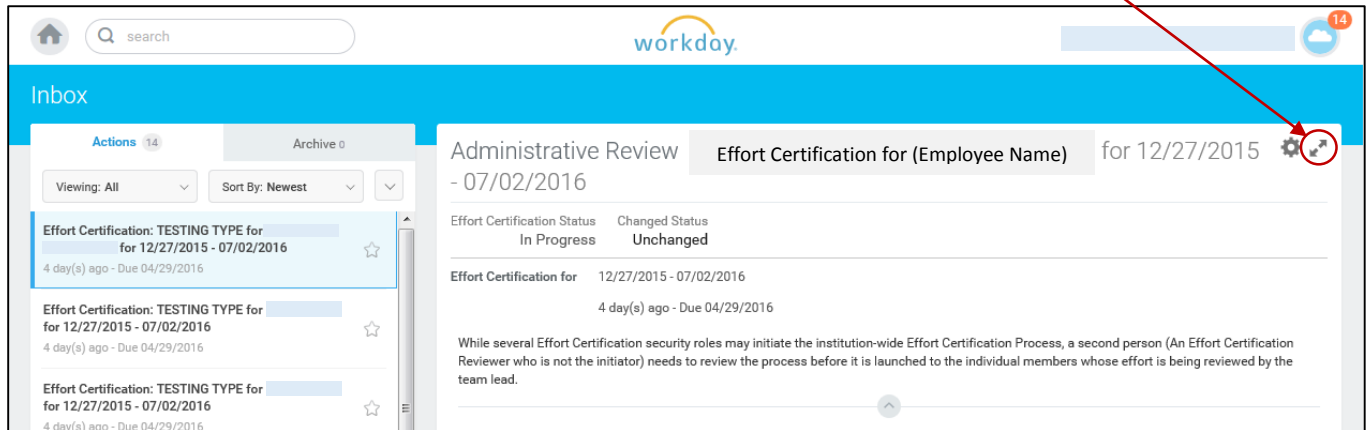 search
workday.
14
Inbox
Actions 14
Archive 0
Viewing: All
Sort By: Newest
Effort Certification: TESTING TYPE for
for 12/27/2015 - 07/02/2016
4 day(s) ago - Due 04/29/2016
Effort Certification: TESTING TYPE for
for 12/27/2015 - 07/02/2016
4 day(s) ago - Due 04/29/2016
Effort Certification: TESTING TYPE for
for 12/27/2015 - 07/02/2016
4 day(s) ago - Due 04/29/2016
Administrative Review Effort Certification for (Employee Name) for 12/27/2015
- 07/02/2016
Effort Certification Status Changed Status
In Progress Unchanged
Effort Certification for 12/27/2015 - 07/02/2016
4 day(s) ago - Due 04/29/2016
While several Effort Certification security roles may initiate the institution-wide Effort Certification Process, a second person (An Effort Certification
Reviewer who is not the initiator) needs to review the process before it is launched to the individual members whose effort is being reviewed by the
team lead.